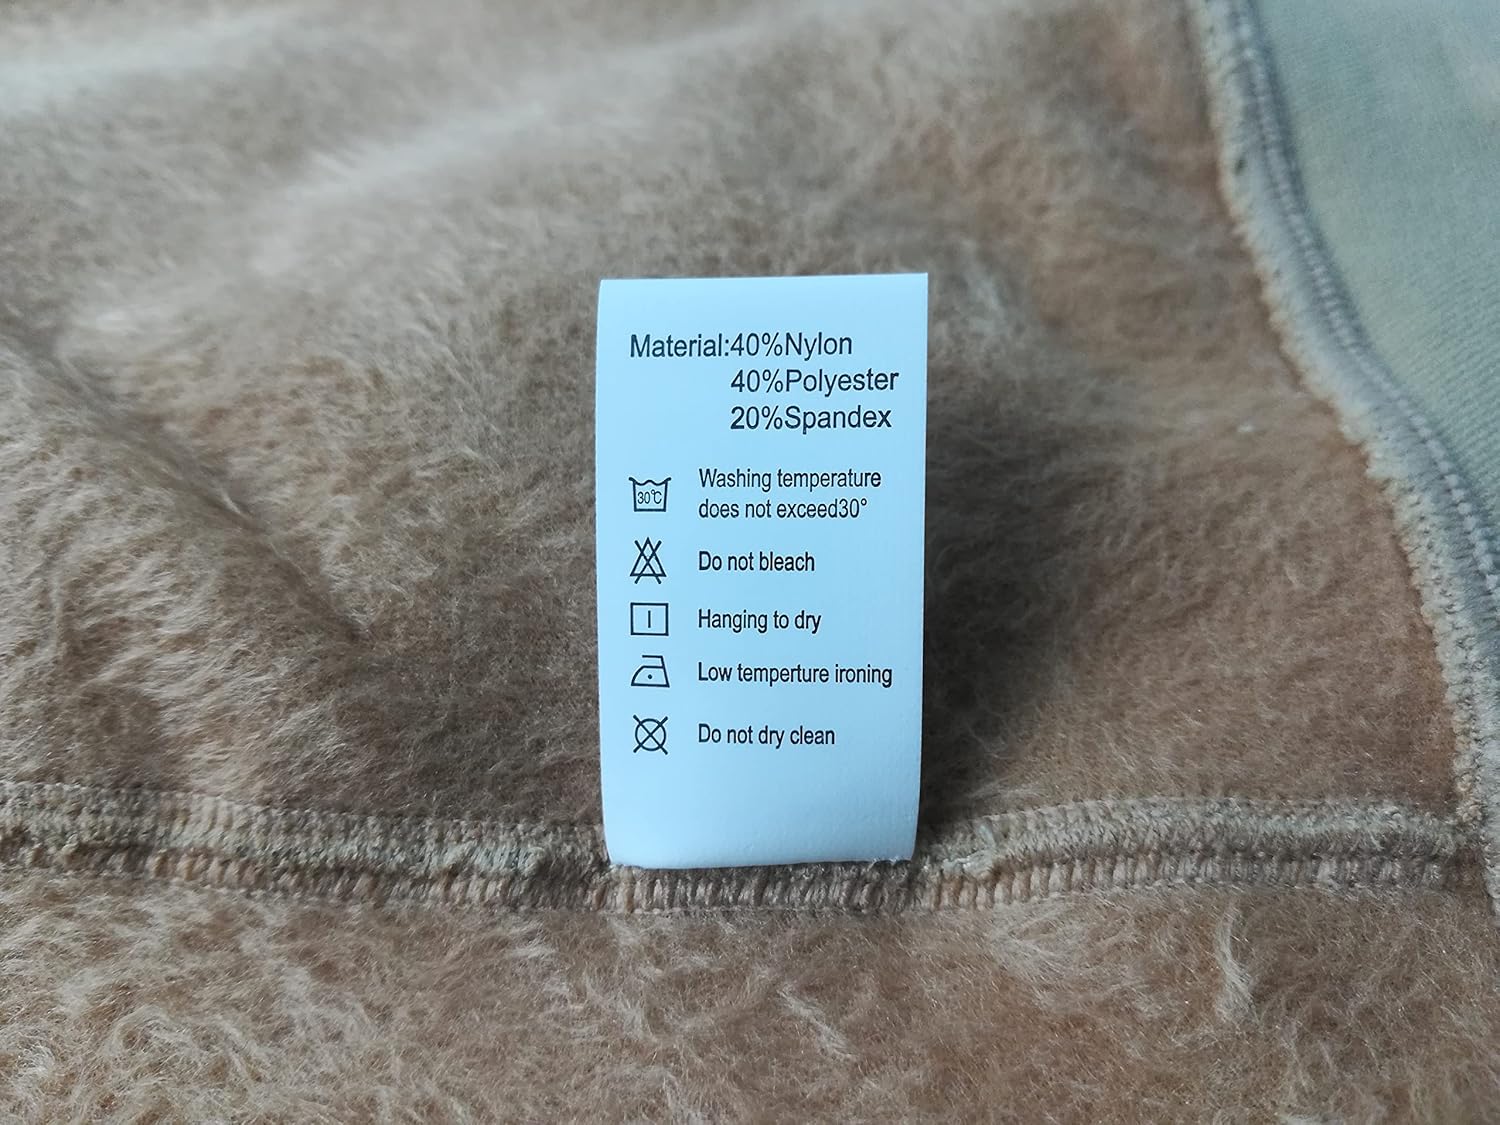 Material:40%Nylon
40%Polyester
20%Spandex
30℃ Washing temperature
does not exceed30°
Do not bleach
Hanging to dry
Low temperture ironing
Do not dry clean